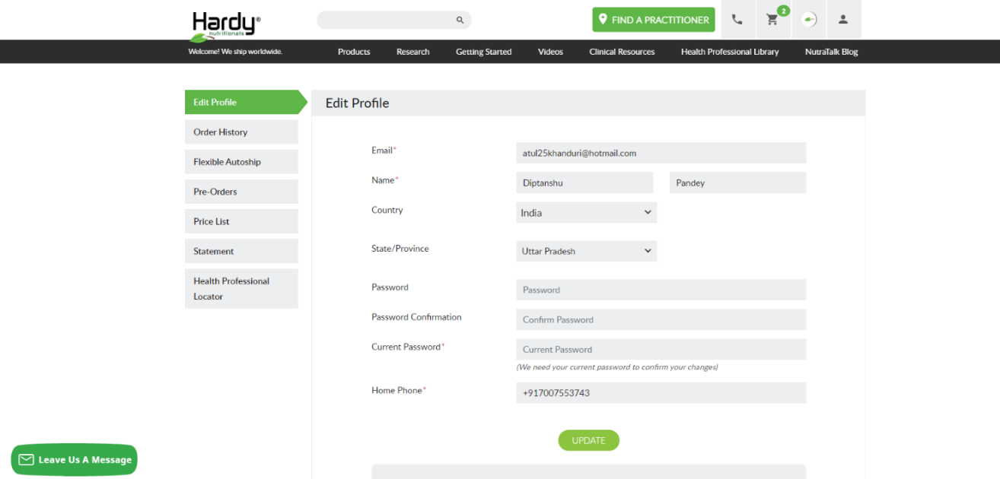 Hardy®
nutritionals
FIND A PRACTITIONER
2
Welcome! We ship worldwide.
Products
Research
Getting Started
Videos
Clinical Resources
Health Professional Library
NutraTalk Blog
Edit Profile
Order History
Flexible Autoship
Pre-Orders
Price List
Statement
Health Professional
Locator
Edit Profile
Email* atul25khanduri@hotmail.com
Name* Diptanshu Pandey
Country India
State/Province Uttar Pradesh
Password Password
Password Confirmation Confirm Password
Current Password* Current Password
(We need your current password to confirm your changes)
Home Phone* +917007553743
UPDATE
Leave Us A Message